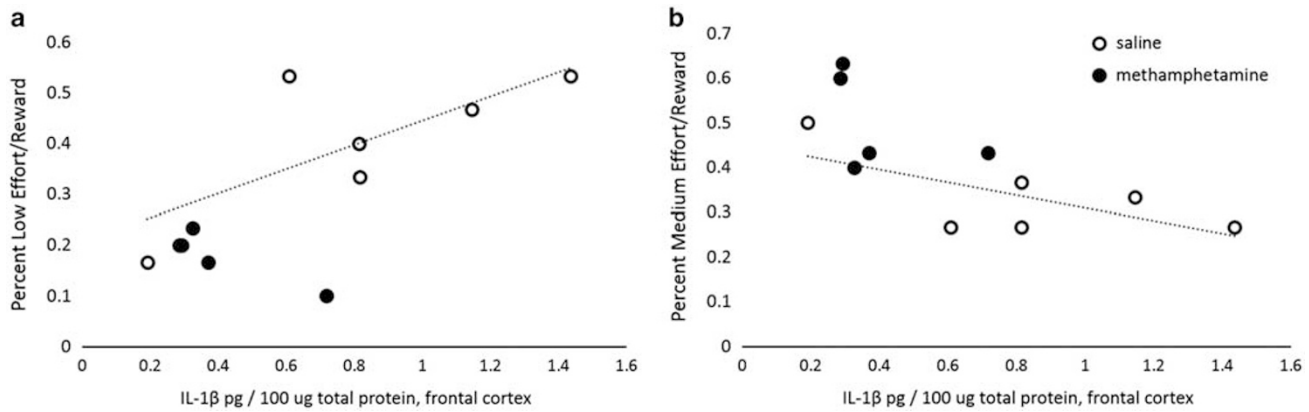 a
Percent Low Effort/Reward
0.6
0.5
0.4
0.3
0.2
0.1
0
0 0.2 0.4 0.6 0.8 1 1.2 1.4 1.6
IL-1β pg / 100 ug total protein, frontal cortex
b
Percent Medium Effort/Reward
0.7
0.6
0.5
0.4
0.3
0.2
0.1
0
0 0.2 0.4 0.6 0.8 1 1.2 1.4 1.6
IL-1β pg / 100 ug total protein, frontal cortex
saline
methamphetamine